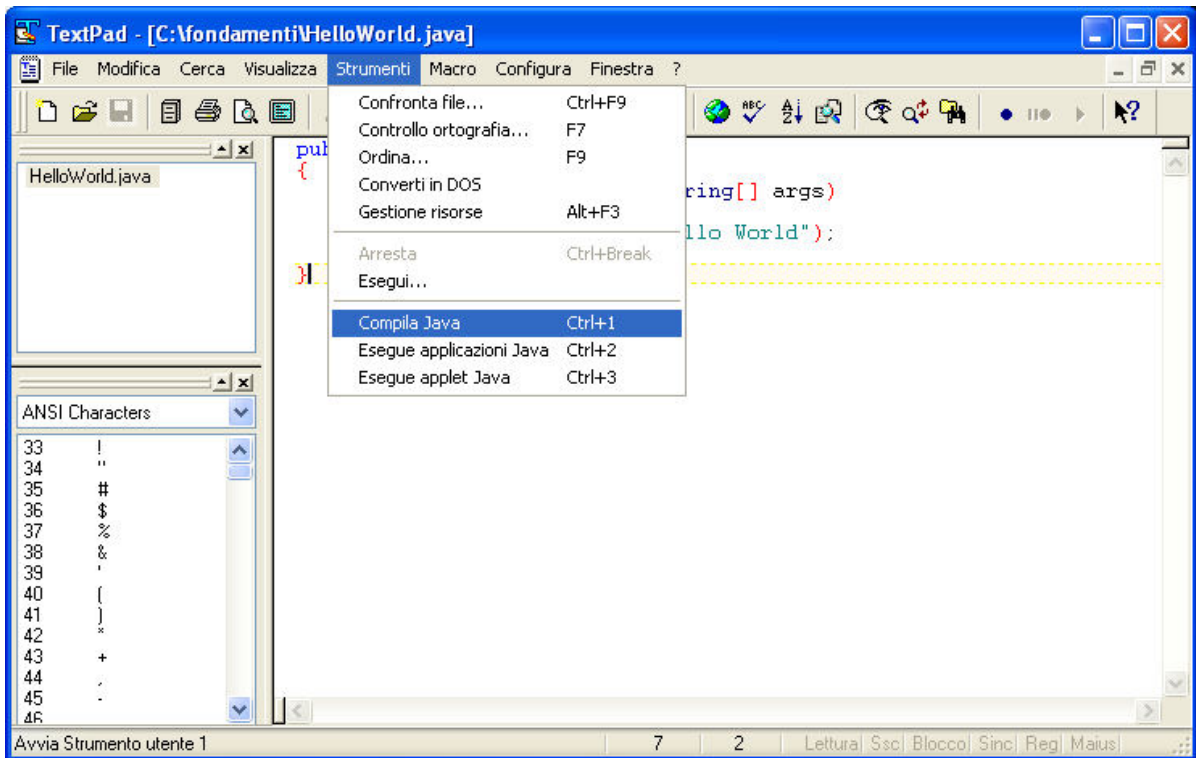 TextPad - [C:\fondamenti\HelloWorld.java]
File Modifica Cerca Visualizza Strumenti Macro Configura Finestra ?
Confronta file... Ctrl+F9
Controllo ortografia... F7
Ordina... F9
Converti in DOS
Gestione risorse Alt+F3
Arresta Ctrl+Break
Esegui...
Compila Java Ctrl+1
Esegue applicazioni Java Ctrl+2
Esegue applet Java Ctrl+3
HelloWorld.java
{
ring[] args)
llo World");
}
ANSI Characters
33 !
34 "
35 #
36 $
37 %
38 &
39 '
40 (
41 )
42 *
43 +
44 ,
45 -
46
Avvia Strumento utente 1 7 2 Lettura Ssc Blocco Sinc Reg Maius